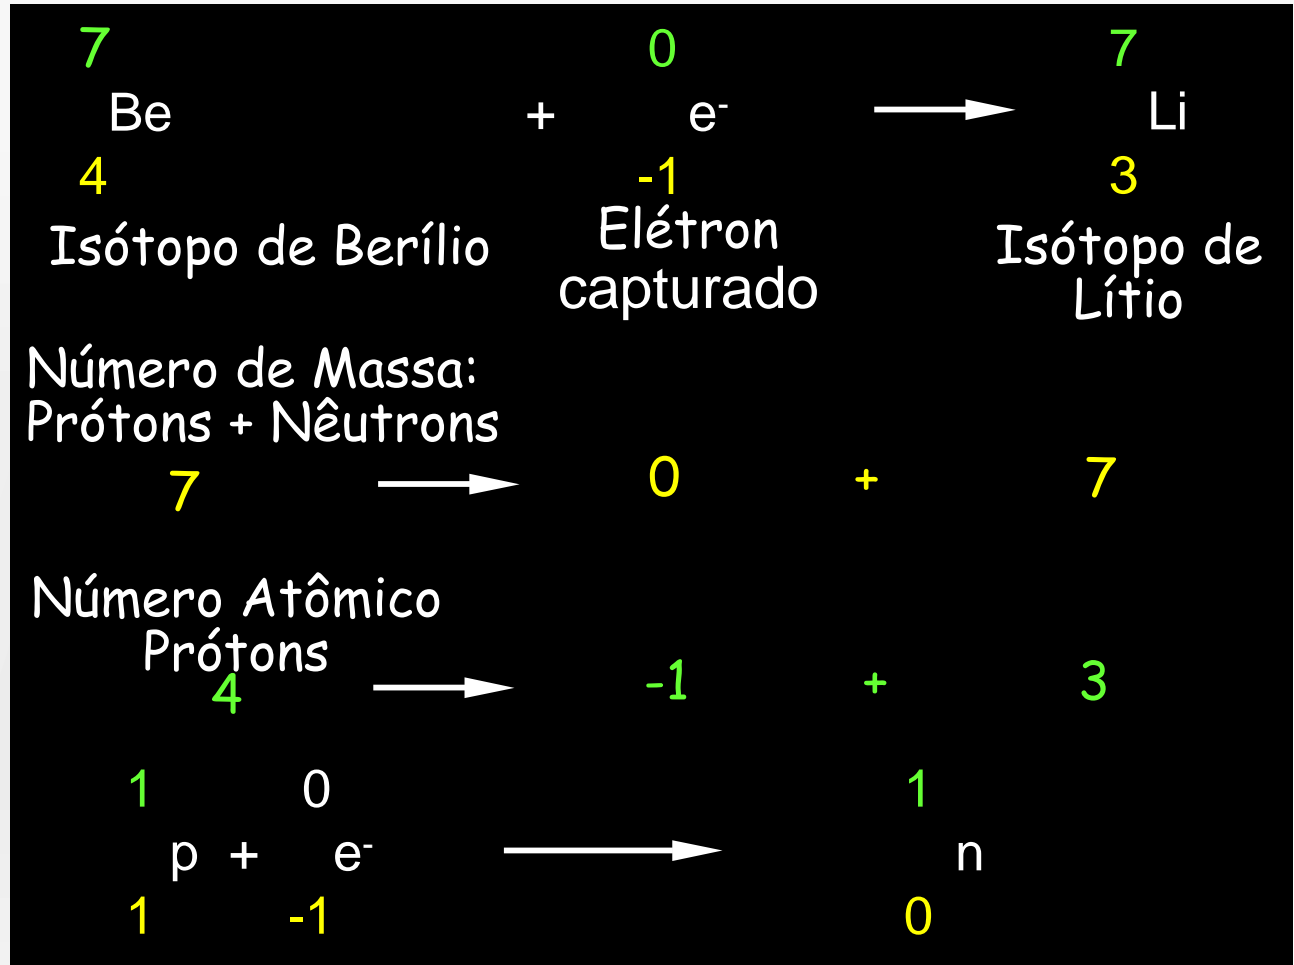 7 0 7
Be + e- Li
4 -1 3
Isótopo de Berílio Elétron Isótopo de
capturado Lítio
Número de Massa:
Prótons + Nêutrons
7 0 + 7
Número Atômico
Prótons
4 -1 + 3
1 0 1
p + e- n
1 -1 0